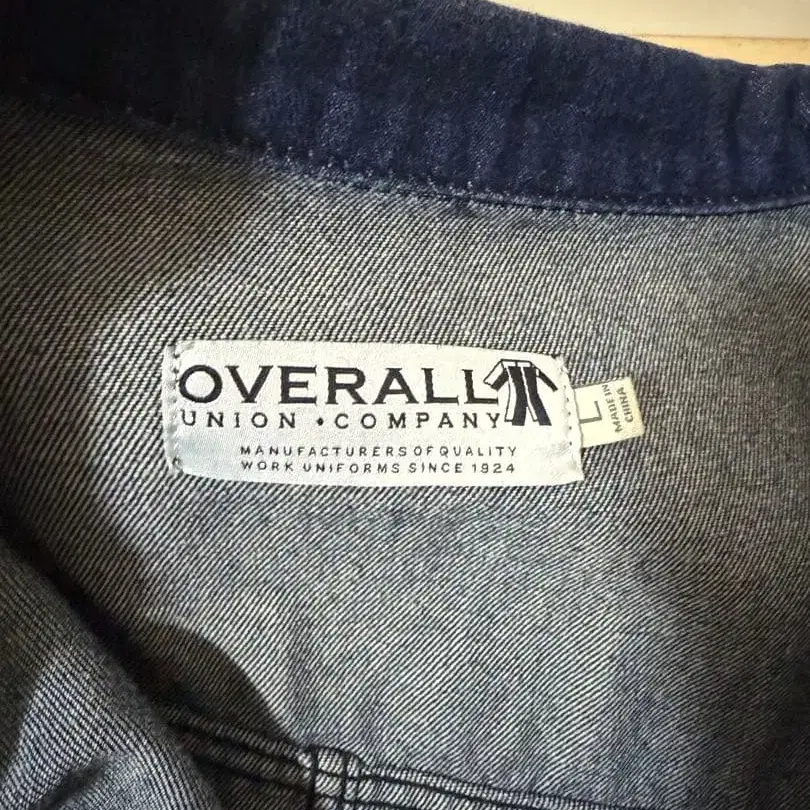 OVERALL
UNION • COMPANY
MANUFACTURERS OF QUALITY
WORK UNIFORMS SINCE 1924
L
MADE IN
CHINA